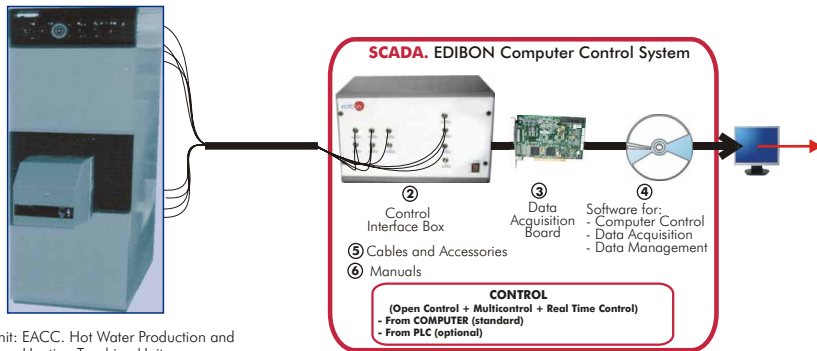 SCADA. EDIBON Computer Control System
edibon
②
Control
Interface Box
③
Data
Acquisition
Board
④
Software for:
- Computer Control
- Data Acquisition
- Data Management
⑤ Cables and Accessories
⑥ Manuals
CONTROL
(Open Control + Multicontrol + Real Time Control)
- From COMPUTER (standard)
- From PLC (optional)
nit: EACC. Hot Water Production and